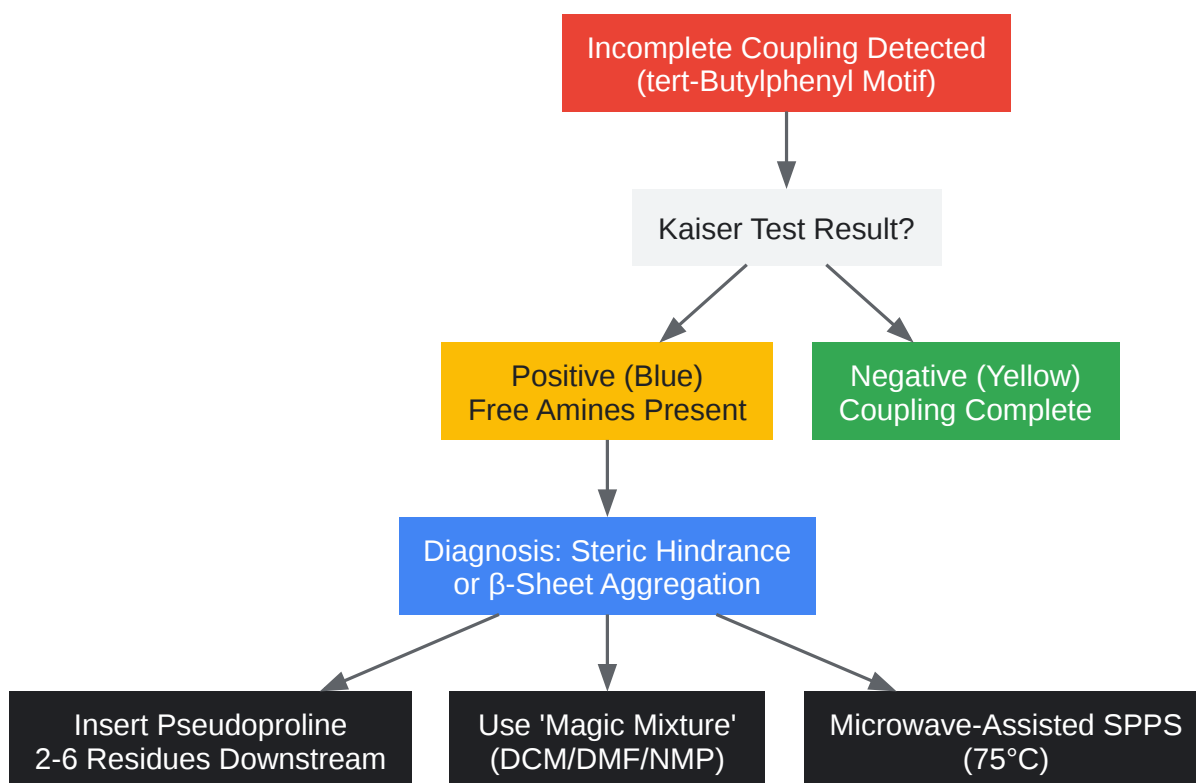 Incomplete Coupling Detected
(tert-Butylphenyl Motif)
Kaiser Test Result?
Positive (Blue)
Free Amines Present
Negative (Yellow)
Coupling Complete
Diagnosis: Steric Hindrance
or β-Sheet Aggregation
Insert Pseudoproline
2-6 Residues Downstream
Use 'Magic Mixture'
(DCM/DMF/NMP)
Microwave-Assisted SPPS
(75°C)